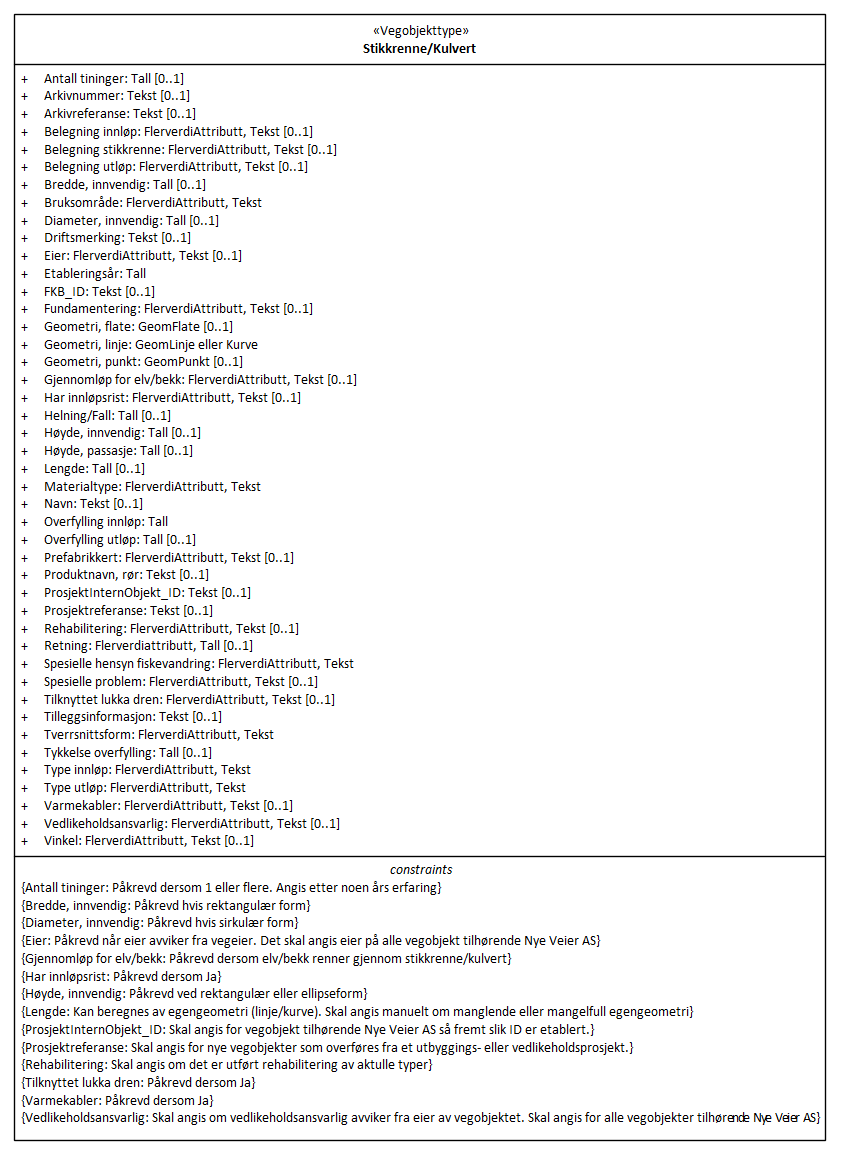 «Vegobjekttype»
Stikkrenne/Kulvert
+ Antall tininger: Tall [0..1]
+ Arkivnummer: Tekst [0..1]
+ Arkivreferanse: Tekst [0..1]
+ Belegning innløp: FlerverdiAttributt, Tekst [0..1]
+ Belegning stikkrenne: FlerverdiAttributt, Tekst [0..1]
+ Belegning utløp: FlerverdiAttributt, Tekst [0..1]
+ Bredde, innvendig: Tall [0..1]
+ Bruksområde: FlerverdiAttributt, Tekst
+ Diameter, innvendig: Tall [0..1]
+ Driftsmerking: Tekst [0..1]
+ Eier: FlerverdiAttributt, Tekst [0..1]
+ Etableringsår: Tall
+ FKB_ID: Tekst [0..1]
+ Fundamentering: FlerverdiAttributt, Tekst [0..1]
+ Geometri, flate: GeomFlate [0..1]
+ Geometri, linje: GeomLinje eller Kurve
+ Geometri, punkt: GeomPunkt [0..1]
+ Gjennomløp for elv/bekk: FlerverdiAttributt, Tekst [0..1]
+ Har innløpsrist: FlerverdiAttributt, Tekst [0..1]
+ Helning/Fall: Tall [0..1]
+ Høyde, innvendig: Tall [0..1]
+ Høyde, passasje: Tall [0..1]
+ Lengde: Tall [0..1]
+ Materialtype: FlerverdiAttributt, Tekst
+ Navn: Tekst [0..1]
+ Overfylling innløp: Tall
+ Overfylling utløp: Tall [0..1]
+ Prefabrikkert: FlerverdiAttributt, Tekst [0..1]
+ Produktnavn, rør: Tekst [0..1]
+ ProsjektInternObjekt_ID: Tekst [0..1]
+ Prosjektreferanse: Tekst [0..1]
+ Rehabilitering: FlerverdiAttributt, Tekst [0..1]
+ Retning: Flerverdiattributt, Tall [0..1]
+ Spesielle hensyn fiskevandring: FlerverdiAttributt, Tekst
+ Spesielle problem: FlerverdiAttributt, Tekst [0..1]
+ Tilknyttet lukka dren: FlerverdiAttributt, Tekst [0..1]
+ Tilleggsinformasjon: Tekst [0..1]
+ Tverrsnittsform: FlerverdiAttributt, Tekst
+ Tykkelse overfylling: Tall [0..1]
+ Type innløp: FlerverdiAttributt, Tekst
+ Type utløp: FlerverdiAttributt, Tekst
+ Varmekabler: FlerverdiAttributt, Tekst [0..1]
+ Vedlikeholdsansvarlig: FlerverdiAttributt, Tekst [0..1]
+ Vinkel: FlerverdiAttributt, Tekst [0..1]
constraints
{Antall tininger: Påkrevd dersom 1 eller flere. Angis etter noen års erfaring}
{Bredde, innvendig: Påkrevd hvis rektangulær form}
{Diameter, innvendig: Påkrevd hvis sirkulær form}
{Eier: Påkrevd når eier avviker fra vegeier. Det skal angis eier på alle vegobjekt tilhørende Nye Veier AS}
{Gjennomløp for elv/bekk: Påkrevd dersom elv/bekk renner gjennom stikkrenne/kulvert}
{Har innløpsrist: Påkrevd dersom Ja}
{Høyde, innvendig: Påkrevd ved rektangulær eller ellipseform}
{Lengde: Kan beregnes av egengeometri (linje/kurve). Skal angis manuelt om manglende eller mangelfull egengeometri}
{ProsjektInternObjekt_ID: Skal angis for vegobjekt tilhørende Nye Veier AS så fremt slik ID er etablert.}
{Prosjektreferanse: Skal angis for nye vegobjekter som overføres fra et utbyggings- eller vedlikeholdsprosjekt.}
{Rehabilitering: Skal angis om det er utført rehabilitering av aktulle typer}
{Tilknyttet lukka dren: Påkrevd dersom Ja}
{Varmekabler: Påkrevd dersom Ja}
{Vedlikeholdsansvarlig: Skal angis om vedlikeholdsansvarlig avviker fra eier av vegobjektet. Skal angis for alle vegobjekter tilhørende Nye Veier AS}